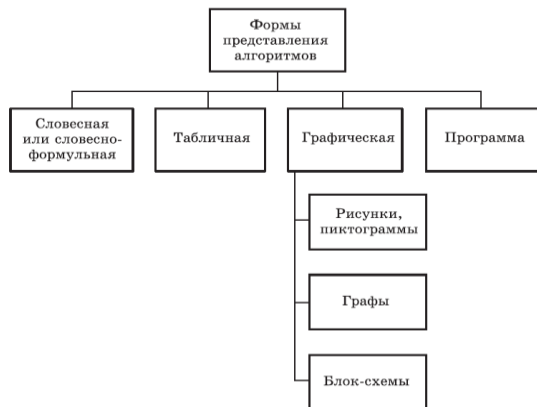 Формы
представления
алгоритмов
Словесная
или словесно-
формульная
Табличная
Графическая
Программа
Рисунки,
пиктограммы
Графы
Блок-схемы